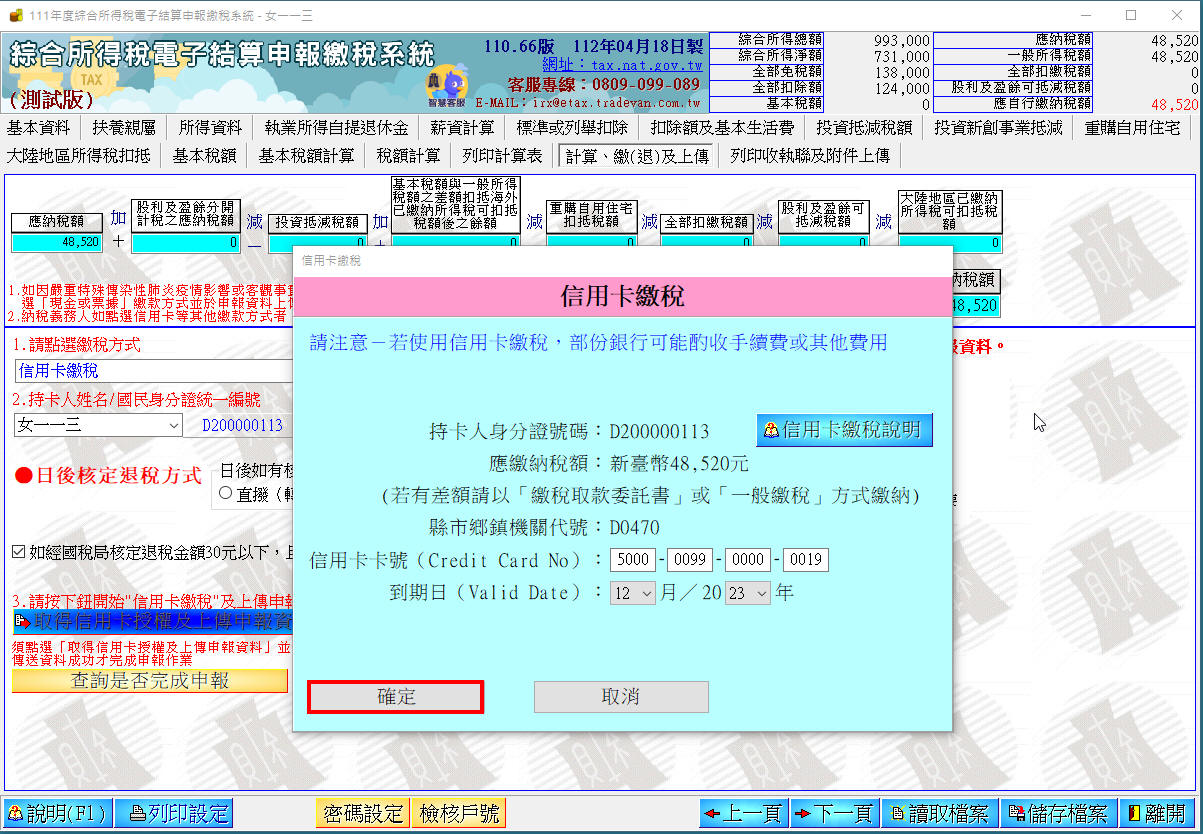 111年度綜合所得稅電子結算申報繳稅系統 - 女一一三
綜合所得稅電子結算申報繳稅系統
TAX
(測試版)
110.66版 112年04月18日製
網址：tax.nat.gov.tw
客服專線：0809-099-089
E-MAIL：irx@etax.tradevan.com.tw
智慧客服
綜合所得總額 993,000 應納稅額 48,520
綜合所得淨額 731,000 一般所得稅額 48,520
全部免稅額 138,000 全部扣繳稅額 0
全部扣除額 124,000 股利及盈餘可抵減稅額 0
基本稅額 0 應自行繳納稅額 48,520
基本資料 扶養親屬 所得資料 執業所得自提退休金 薪資計算 標準或列舉扣除 扣除額及基本生活費 投資抵減稅額 投資新創事業抵減 重購自用住宅
大陸地區所得稅扣抵 基本稅額 基本稅額計算 稅額計算 列印計算表 計算、繳(退)及上傳 列印收執聯及附件上傳
應納稅額
48,520
加
＋
股利及盈餘分開計稅之應納稅額
0
減
－
投資抵減稅額
0
加
基本稅額與一般所得稅額之差額扣抵海外已繳納所得稅可扣抵稅額後之餘額
0
減
重購自用住宅扣抵稅額
0
減
全部扣繳稅額
0
減
股利及盈餘可抵減稅額
0
減
大陸地區已繳納所得稅可扣抵稅額
0
納稅額
48,520
1.如因嚴重特殊傳染性肺炎疫情影響或客觀事
選「現金或票據」繳款方式並於申報資料上
2.納稅義務人如點選信用卡等其他繳款方式者
資料。
1.請點選繳稅方式
信用卡繳稅
2.持卡人姓名/國民身分證統一編號
女一一三 D200000113
●日後核定退稅方式
日後如有核
直撥（
如經國稅局核定退稅金額30元以下，
3.請按下鈕開始"信用卡繳稅"及上傳申報
取得信用卡授權及上傳申報資
須點選「取得信用卡授權及上傳申報資料」並
傳送資料成功才完成申報作業
查詢是否完成申報
信用卡繳稅
信用卡繳稅
請注意－若使用信用卡繳稅，部份銀行可能酌收手續費或其他費用
持卡人身分證號碼：D200000113
信用卡繳稅說明
應繳納稅額：新臺幣48,520元
(若有差額請以「繳稅取款委託書」或「一般繳稅」方式繳納)
縣市鄉鎮機關代號：D0470
信用卡卡號（Credit Card No）：5000-0099-0000-0019
到期日（Valid Date）：12 月／20 23 年
確定 取消
說明(F1) 列印設定 密碼設定 檢核戶號 上一頁 下一頁 讀取檔案 儲存檔案 離開